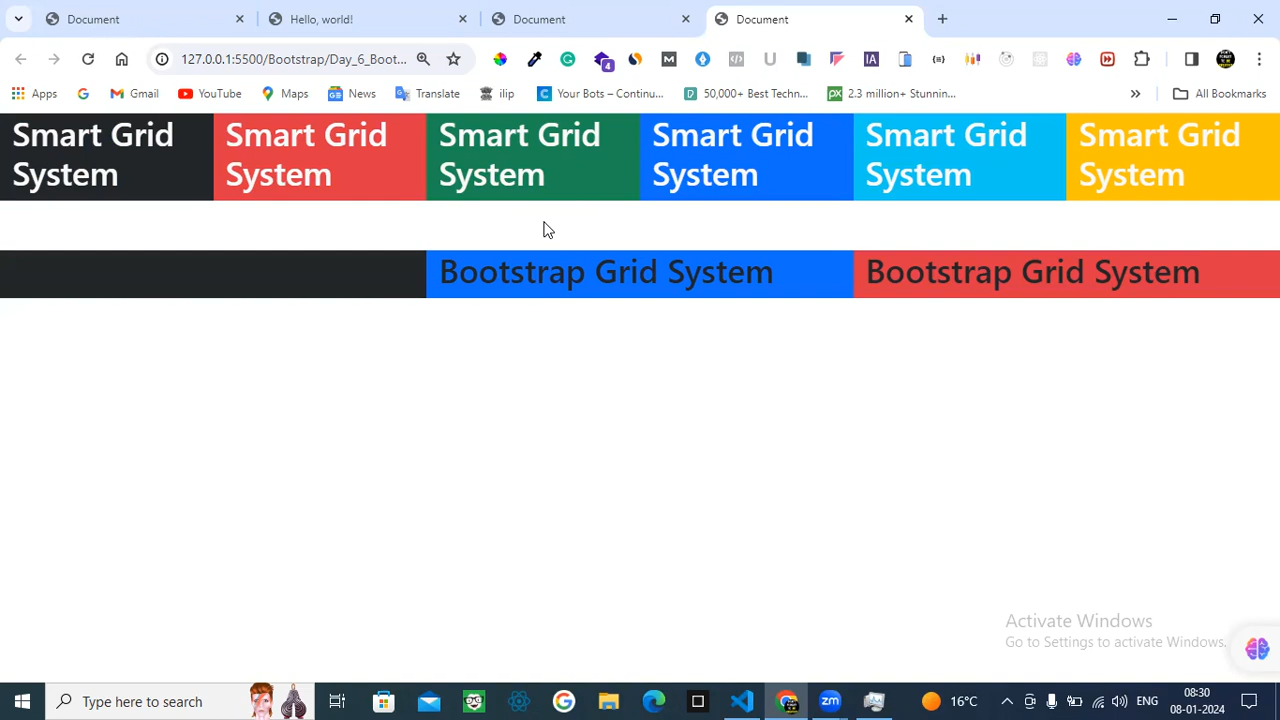 Document
Hello, world!
Document
Document
127.0.0.1:5500/Bootstrap/Day_6_Boot...
4
M
U
IA
Apps
Gmail
YouTube
Maps
News
Translate
ilip
Your Bots – Continu...
50,000+ Best Techn...
2.3 million+ Stunnin...
»
All Bookmarks
Smart Grid
System
Smart Grid
System
Smart Grid
System
Smart Grid
System
Smart Grid
System
Smart Grid
System
Bootstrap Grid System
Bootstrap Grid System
Activate Windows
Go to Settings to activate Windows.
Type here to search
zm
16°C
ENG
08:30
08-01-2024